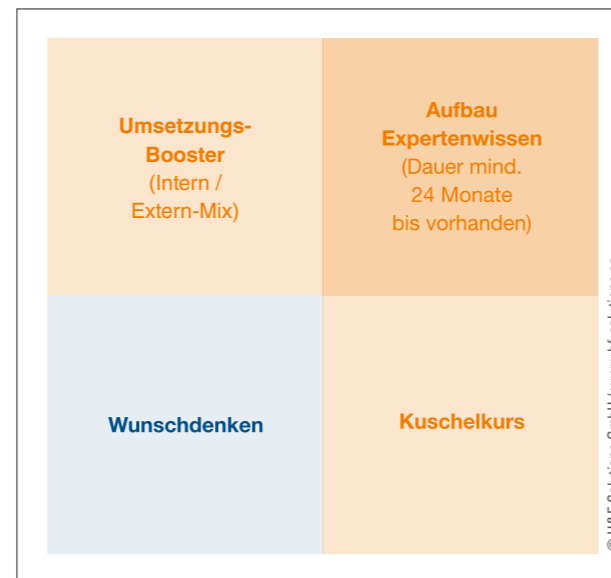 Umsetzungs-
Booster
(Intern /
Extern-Mix)
Aufbau
Expertenwissen
(Dauer mind.
24 Monate
bis vorhanden)
Wunschdenken
Kuschelkurs